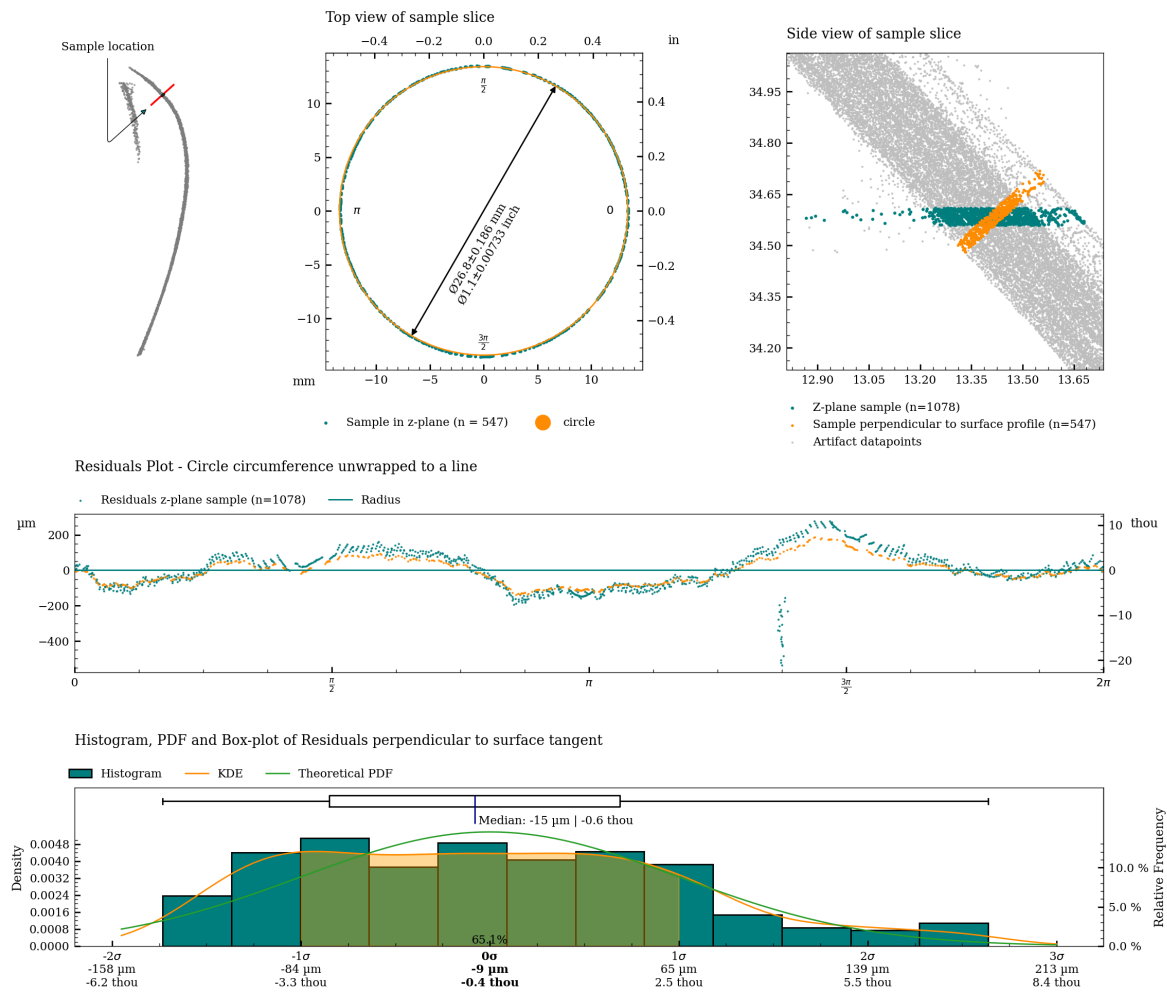 Top view of sample slice
Side view of sample slice
Sample location
−0.4 −0.2 0.0 0.2 0.4 in
π/2
10
5
0
−5
−10
π
0
3π/2
Ø26.8±0.186 mm
Ø1.1±0.00733 inch
0.4
0.2
0.0
−0.2
−0.4
mm −10 −5 0 5 10
Sample in z-plane (n = 547) circle
34.95
34.80
34.65
34.50
34.35
34.20
12.90 13.05 13.20 13.35 13.50 13.65
Z-plane sample (n=1078)
Sample perpendicular to surface profile (n=547)
Artifact datapoints
Residuals Plot - Circle circumference unwrapped to a line
Residuals z-plane sample (n=1078) Radius
µm
200
0
−200
−400
thou
10
0
−10
−20
0 π/2 π 3π/2 2π
Histogram, PDF and Box-plot of Residuals perpendicular to surface tangent
Histogram KDE Theoretical PDF
Median: -15 µm | -0.6 thou
Density
0.0048
0.0040
0.0032
0.0024
0.0016
0.0008
0.0000
Relative Frequency
10.0 %
5.0 %
0.0 %
65.1%
-2σ -1σ 0σ 1σ 2σ 3σ
-158 µm -84 µm -9 µm 65 µm 139 µm 213 µm
-6.2 thou -3.3 thou -0.4 thou 2.5 thou 5.5 thou 8.4 thou